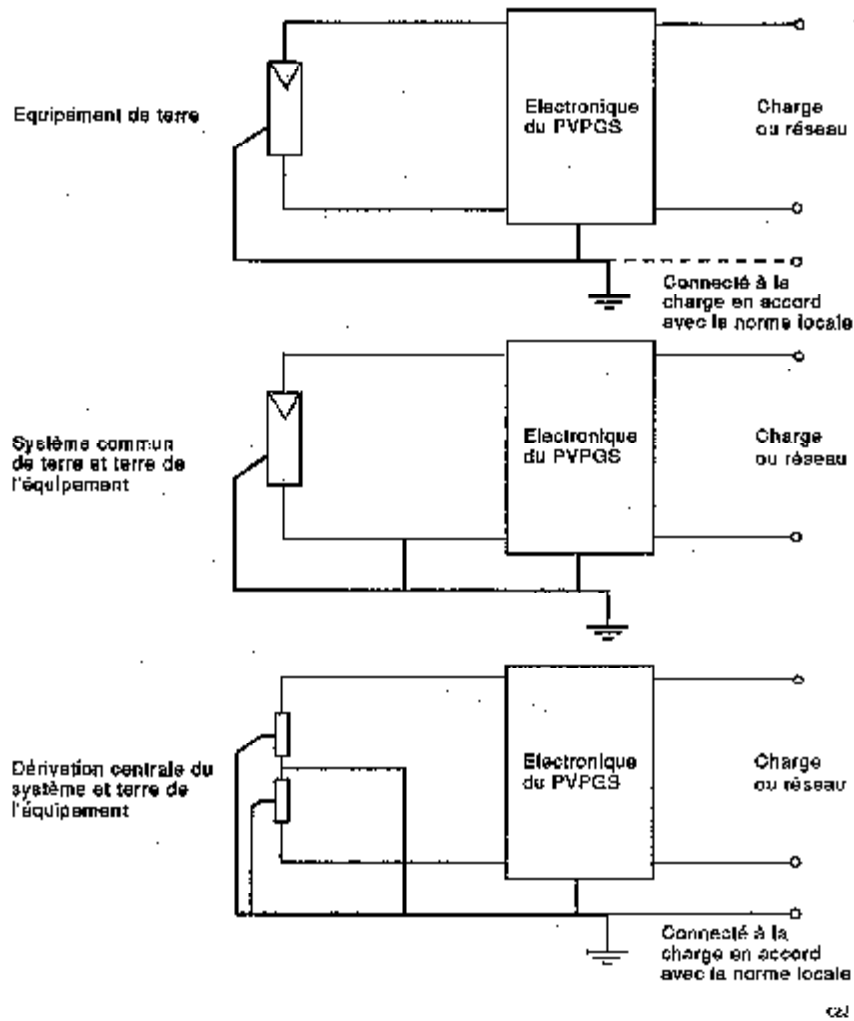 Equipement de terre
Electronique
du PVPGS
Charge
ou réseau
Connecté à la
charge en accord
avec la norme locale
Système commun
de terre et terre de
l'équipement
Electronique
du PVPGS
Charge
ou réseau
Dérivation centrale du
système et terre de
l'équipement
Electronique
du PVPGS
Charge
ou réseau
Connecté à la
charge en accord
avec la norme locale